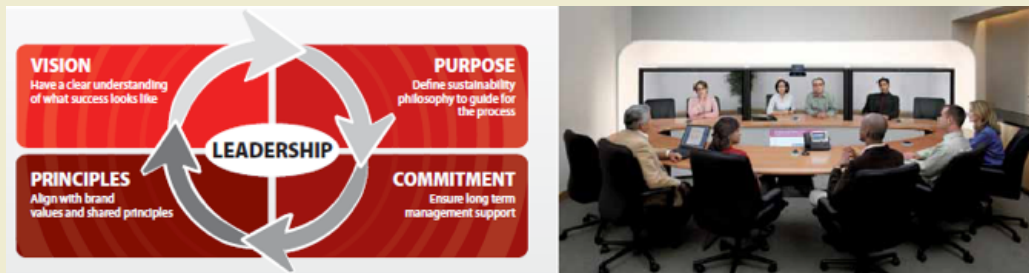 VISION
Have a clear understanding
of what success looks like
PURPOSE
Define sustainability
philosophy to guide for
the process
LEADERSHIP
PRINCIPLES
Align with brand
values and shared principles
COMMITMENT
Ensure long term
management support